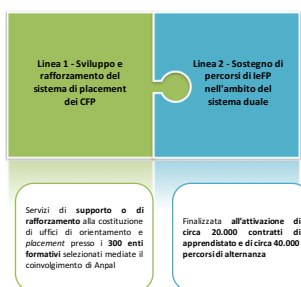 Linea 1 - Sviluppo e
rafforzamento del
sistema di placement
dei CFP
Linea 2 - Sostegno di
percorsi di IeFP
nell'ambito del
sistema duale
Servizi di supporto o di
rafforzamento alla costituzione
di uffici di orientamento e
placement presso i 300 enti
formativi selezionati mediate il
coinvolgimento di Anpal
Finalizzata all'attivazione di
circa 20.000 contratti di
apprendistato e di circa 40.000
percorsi di alternanza